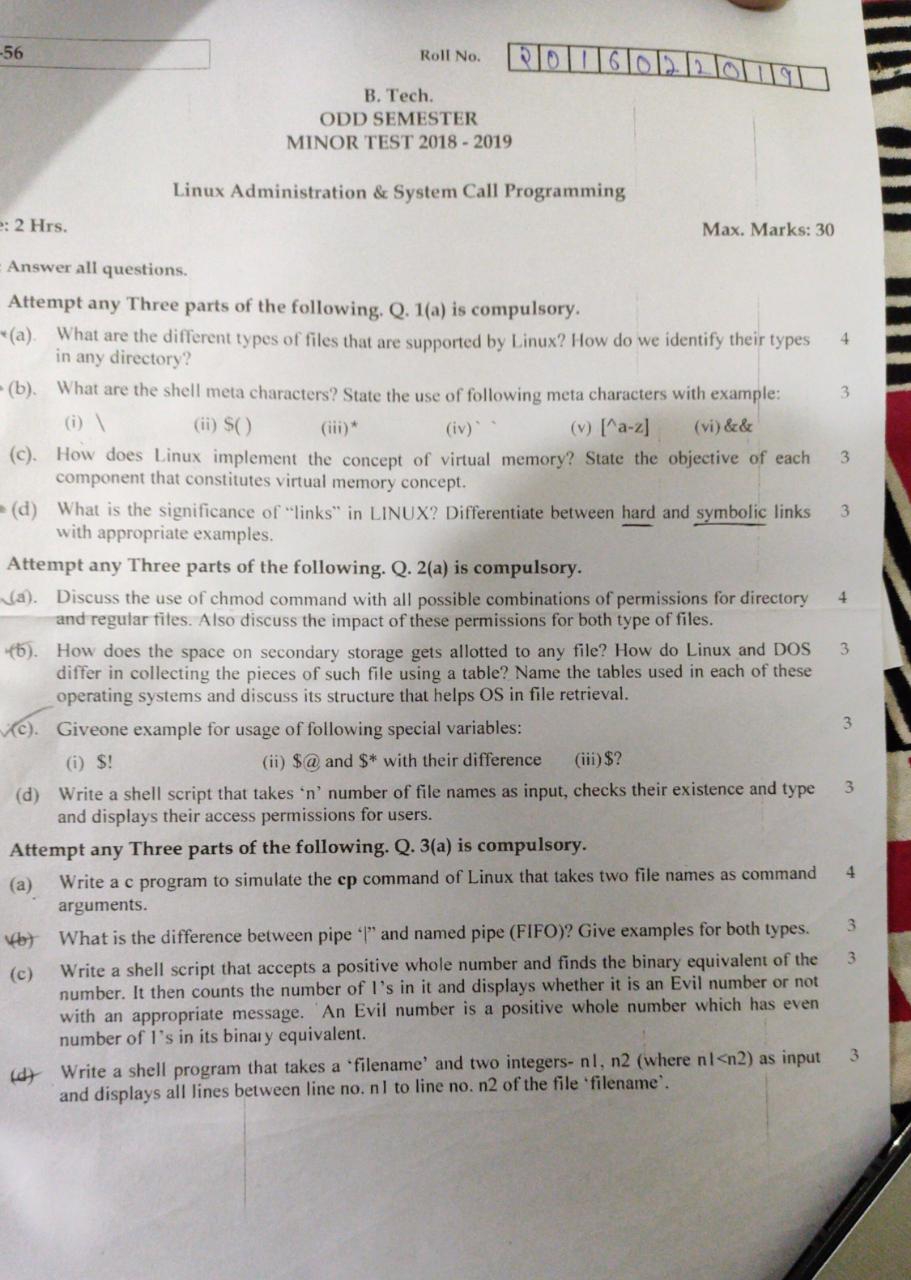 -56
Roll No. 2016022019
B. Tech.
ODD SEMESTER
MINOR TEST 2018 - 2019
Linux Administration & System Call Programming
: 2 Hrs.
Max. Marks: 30
Answer all questions.
Attempt any Three parts of the following. Q. 1(a) is compulsory.
(a). What are the different types of files that are supported by Linux? How do we identify their types 4
in any directory?
(b). What are the shell meta characters? State the use of following meta characters with example: 3
(i) \ (ii) $( ) (iii)* (iv)` ` (v) [^a-z] (vi) &&
(c). How does Linux implement the concept of virtual memory? State the objective of each 3
component that constitutes virtual memory concept.
(d) What is the significance of "links" in LINUX? Differentiate between hard and symbolic links 3
with appropriate examples.
Attempt any Three parts of the following. Q. 2(a) is compulsory.
(a). Discuss the use of chmod command with all possible combinations of permissions for directory 4
and regular files. Also discuss the impact of these permissions for both type of files.
(b). How does the space on secondary storage gets allotted to any file? How do Linux and DOS 3
differ in collecting the pieces of such file using a table? Name the tables used in each of these
operating systems and discuss its structure that helps OS in file retrieval.
(c). Giveone example for usage of following special variables: 3
(i) $! (ii) $@ and $* with their difference (iii) $?
(d) Write a shell script that takes 'n' number of file names as input, checks their existence and type 3
and displays their access permissions for users.
Attempt any Three parts of the following. Q. 3(a) is compulsory.
(a) Write a c program to simulate the cp command of Linux that takes two file names as command 4
arguments.
(b) What is the difference between pipe '|" and named pipe (FIFO)? Give examples for both types. 3
(c) Write a shell script that accepts a positive whole number and finds the binary equivalent of the 3
number. It then counts the number of 1's in it and displays whether it is an Evil number or not
with an appropriate message. An Evil number is a positive whole number which has even
number of 1's in its binary equivalent.
(d) Write a shell program that takes a 'filename' and two integers- n1, n2 (where n1<n2) as input 3
and displays all lines between line no. n1 to line no. n2 of the file 'filename'.